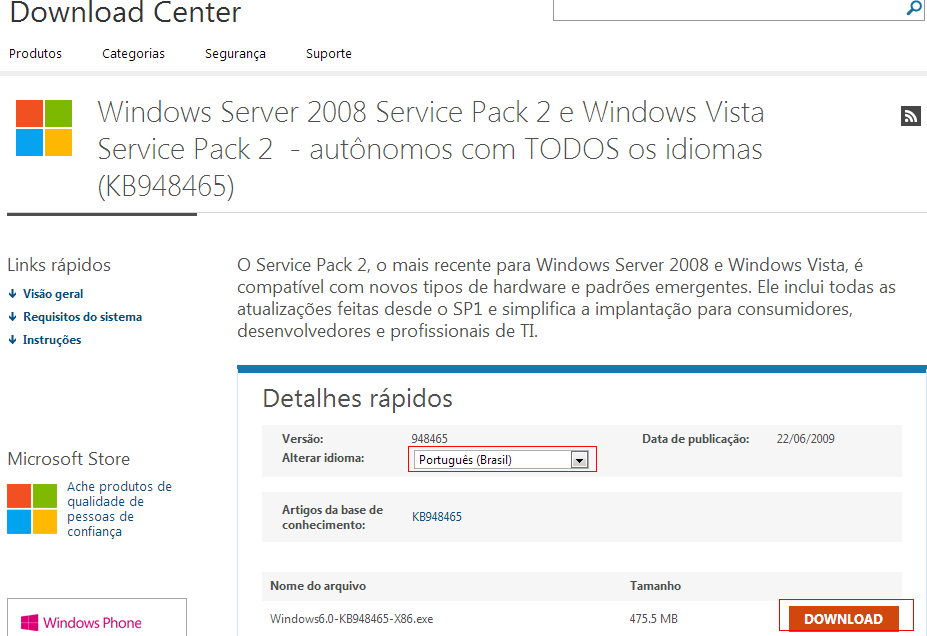 Download Center
Produtos Categorias Segurança Suporte
Windows Server 2008 Service Pack 2 e Windows Vista
Service Pack 2 - autônomos com TODOS os idiomas
(KB948465)
Links rápidos
Visão geral
Requisitos do sistema
Instruções
Microsoft Store
Ache produtos de
qualidade de
pessoas de
confiança
Windows Phone
O Service Pack 2, o mais recente para Windows Server 2008 e Windows Vista, é
compatível com novos tipos de hardware e padrões emergentes. Ele inclui todas as
atualizações feitas desde o SP1 e simplifica a implantação para consumidores,
desenvolvedores e profissionais de TI.
Detalhes rápidos
Versão: 948465 Data de publicação: 22/06/2009
Alterar idioma: Português (Brasil)
Artigos da base de
conhecimento: KB948465
Nome do arquivo Tamanho
Windows6.0-KB948465-X86.exe 475.5 MB DOWNLOAD